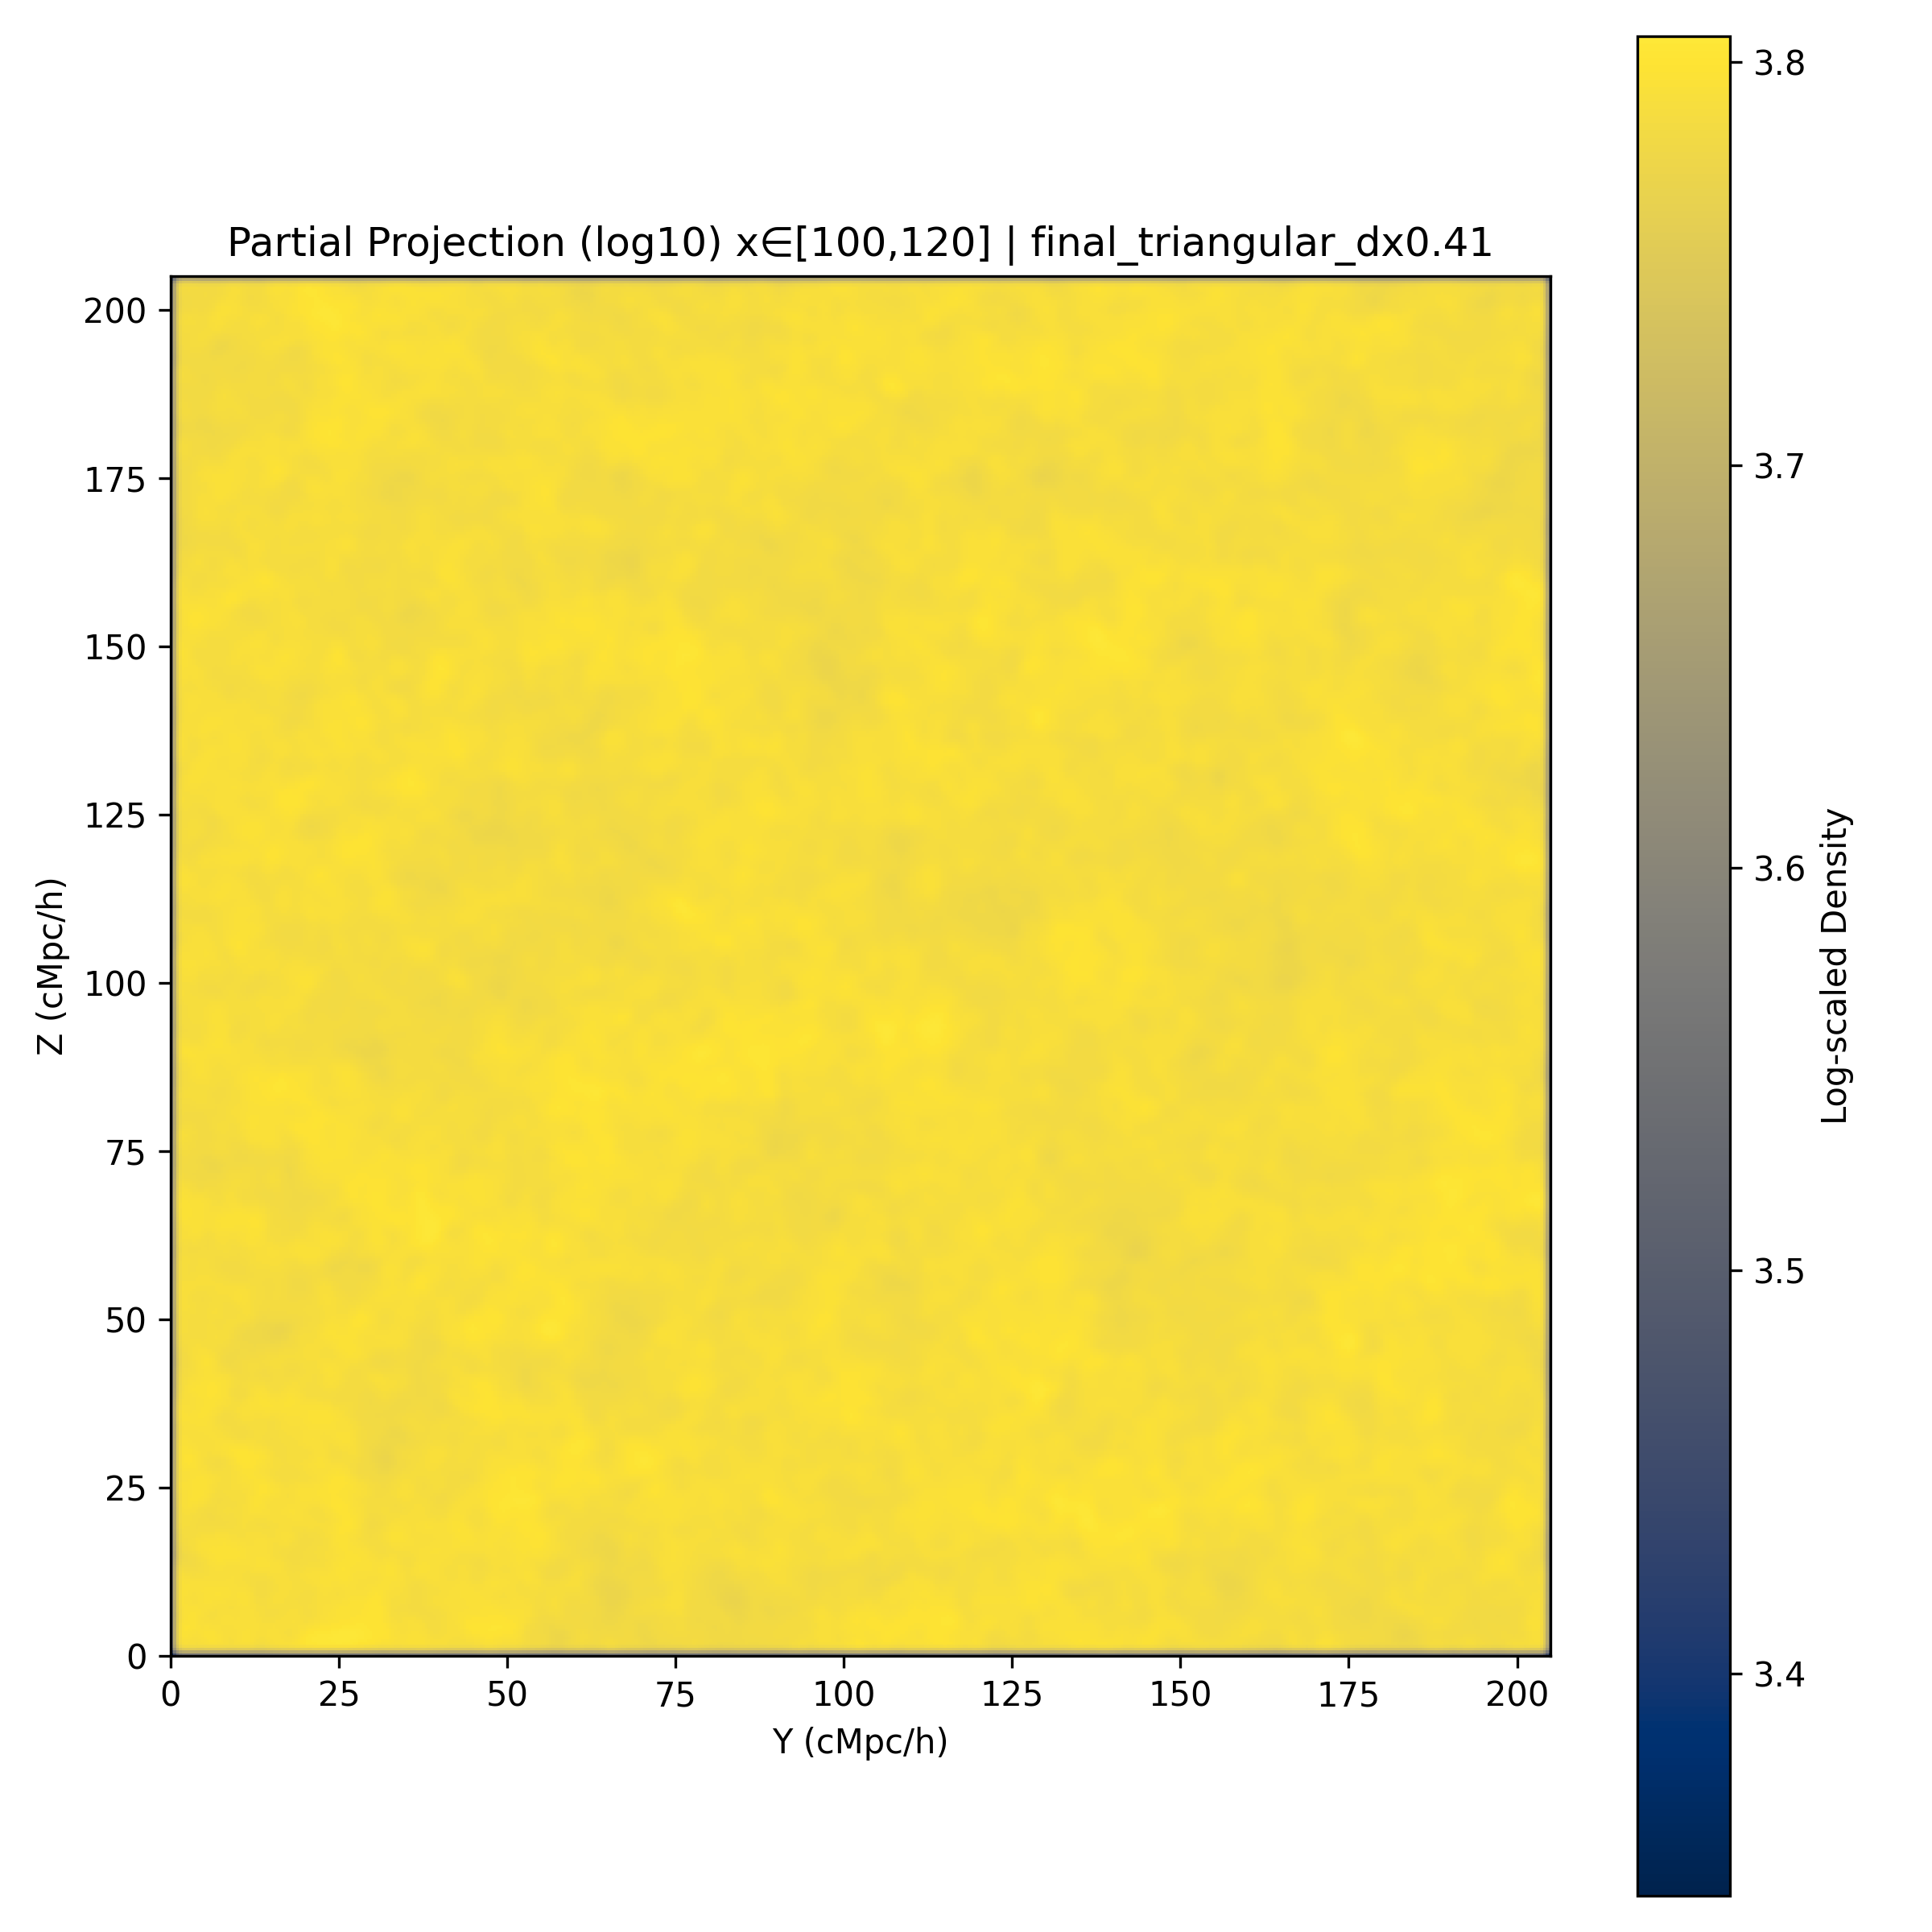 Partial Projection (log10) x∈[100,120] | final_triangular_dx0.41
Z (cMpc/h)
200
175
150
125
100
75
50
25
0
0 25 50 75 100 125 150 175 200
Y (cMpc/h)
3.8
3.7
3.6
3.5
3.4
Log-scaled Density